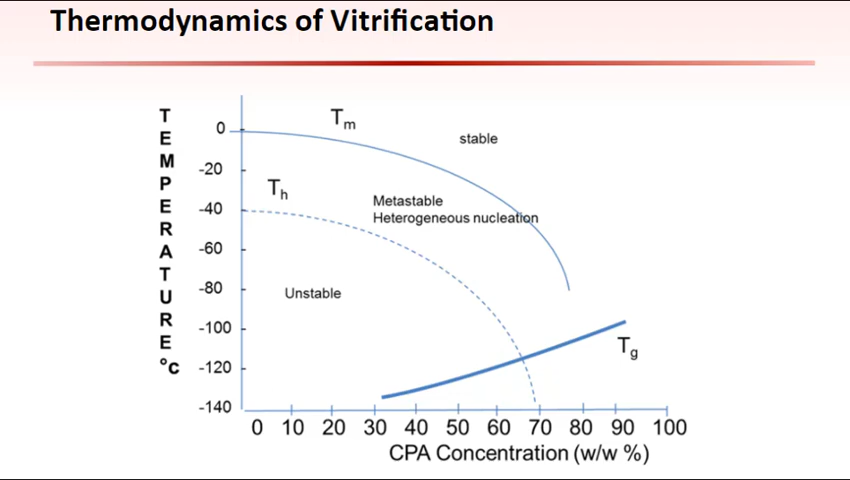 Thermodynamics of Vitrification
TEMPERATURE °c
0
-20
-40
-60
-80
-100
-120
-140
Tm
stable
Th
Metastable
Heterogeneous nucleation
Unstable
Tg
0 10 20 30 40 50 60 70 80 90 100
CPA Concentration (w/w %)